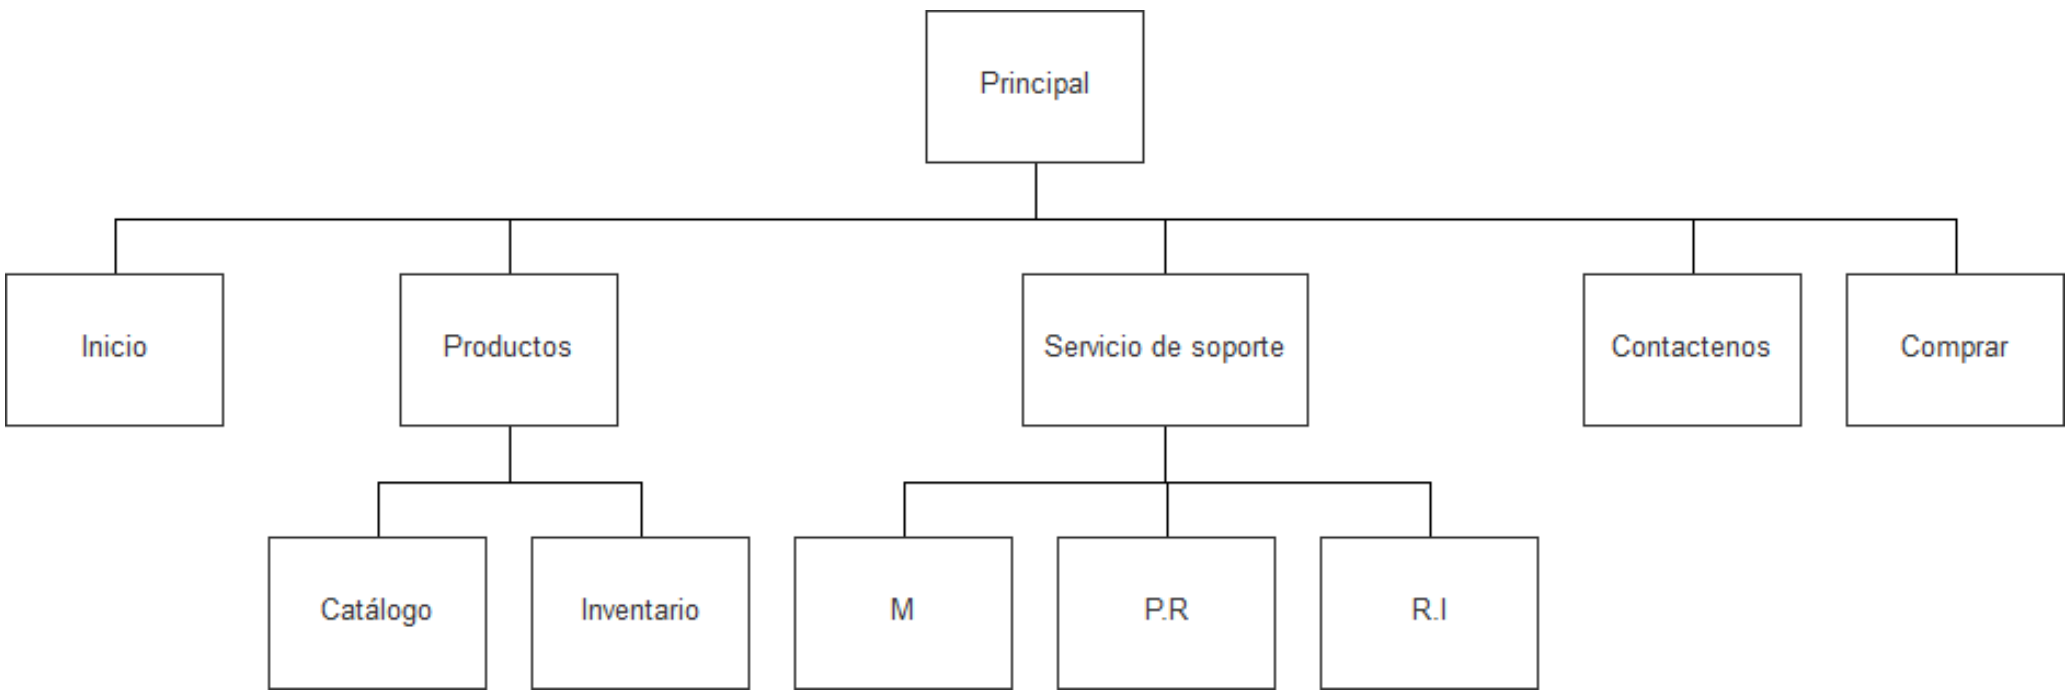 Principal
Inicio
Productos
Servicio de soporte
Contactenos
Comprar
Catálogo
Inventario
M
P.R
R.I